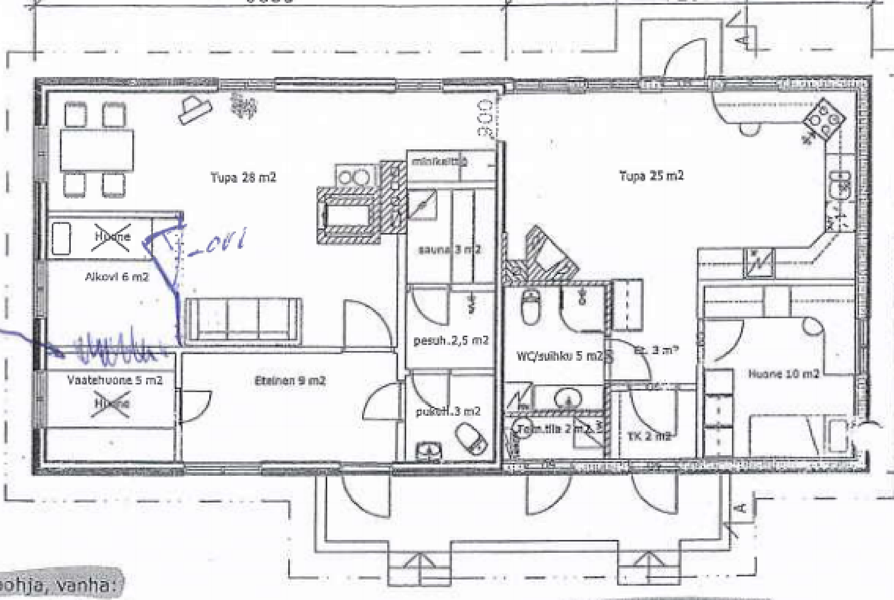 A
900
minikeittiö
Tupa 28 m2
Tupa 25 m2
Huone
ovi
sauna 3 m2
Alkovi 6 m2
pesuh.2,5 m2
WC/suihku 5 m2
Et. 3 m²
Vaatehuone 5 m2
Eteinen 9 m2
Huone 10 m2
Huone
pukuh.3 m2
Tekn.tila 2 m2
TK 2 m2
A
pohja, vanha: